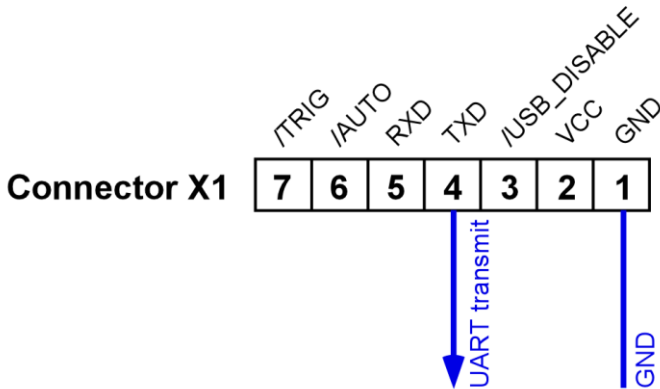 /TRIG
/AUTO
RXD
TXD
/USB_DISABLE
VCC
GND
Connector X1
7
6
5
4
3
2
1
UART transmit
GND